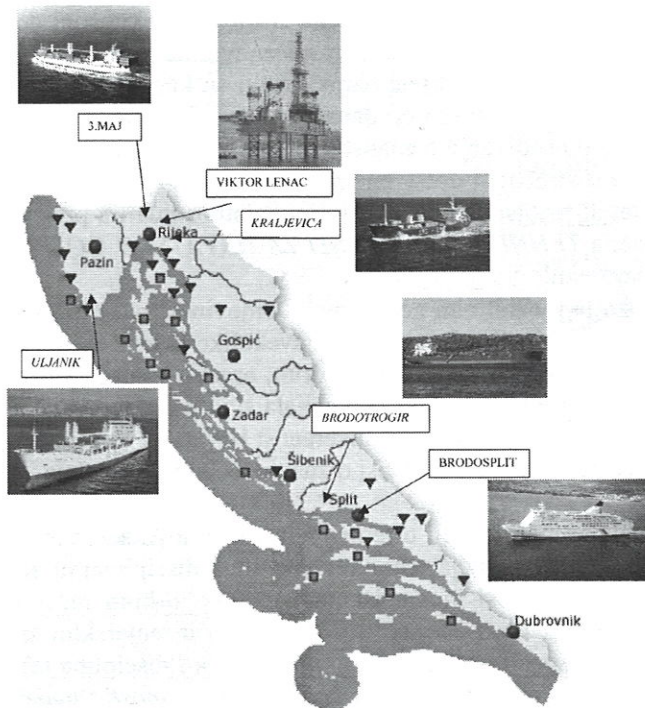 3.MAJ
VIKTOR LENAC
KRALJEVICA
Rijeka
Pazin
Gospić
ULJANIK
Zadar
BRODOTROGIR
Šibenik
BRODOSPLIT
Split
Dubrovnik